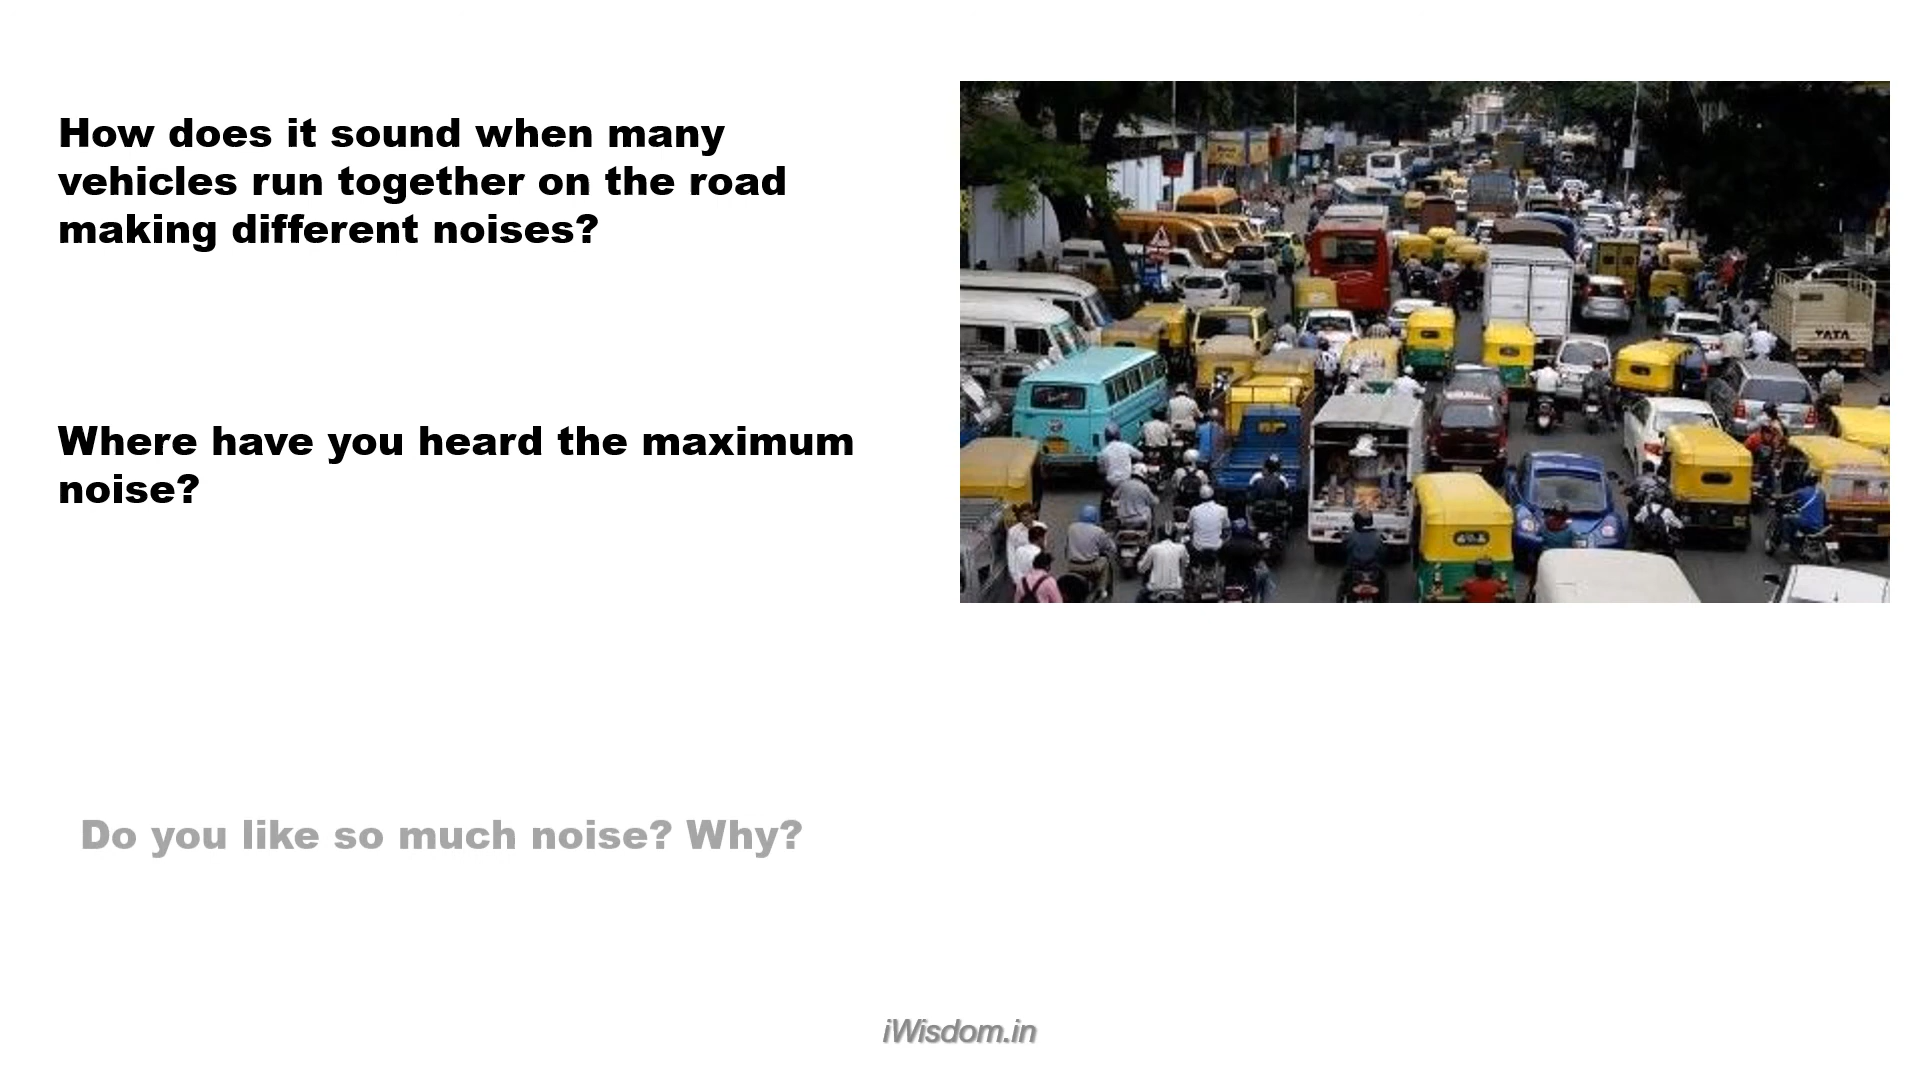 How does it sound when many
vehicles run together on the road
making different noises?
Where have you heard the maximum
noise?
TATA
Do you like so much noise? Why?
iWisdom.in